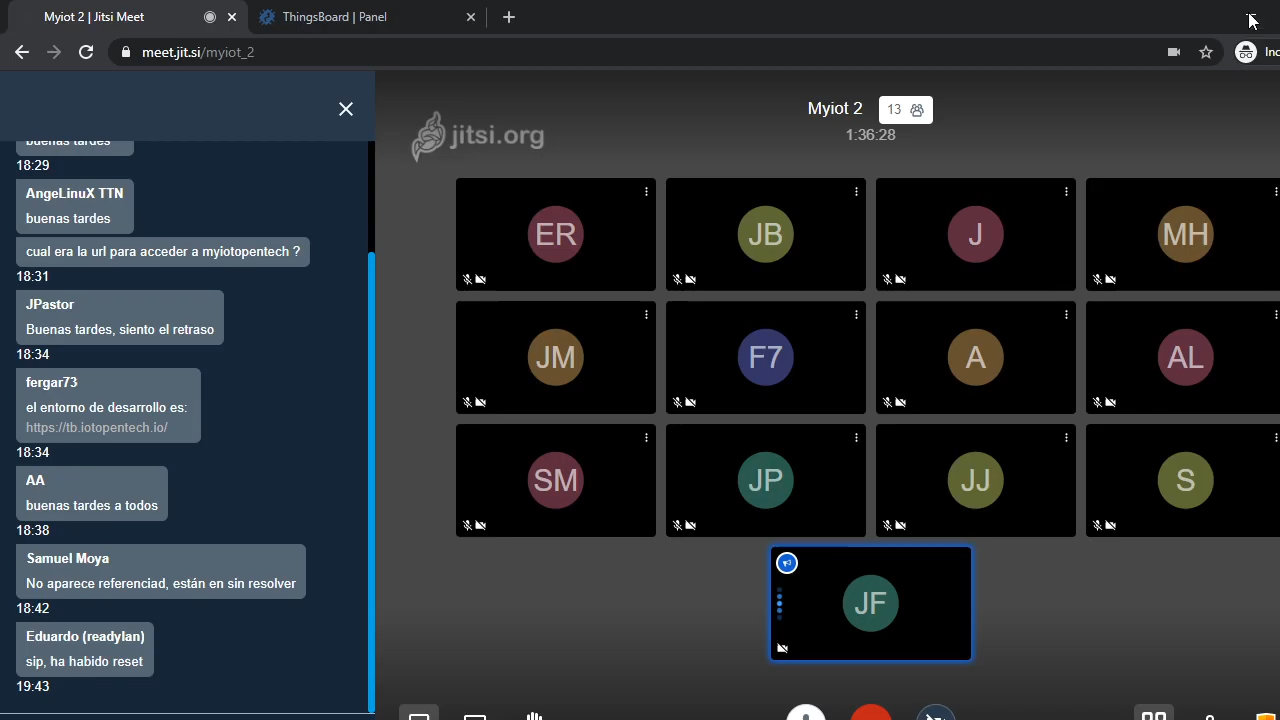 Myiot 2 | Jitsi Meet
ThingsBoard | Panel
meet.jit.si/myiot_2
buenas tardes
18:29
AngeLinuX TTN
buenas tardes
cual era la url para acceder a myiotopentech ?
18:31
JPastor
Buenas tardes, siento el retraso
18:34
fergar73
el entorno de desarrollo es:
https://tb.iotopentech.io/
18:34
AA
buenas tardes a todos
18:38
Samuel Moya
No aparece referenciad, están en sin resolver
18:42
Eduardo (readylan)
sip, ha habido reset
19:43
jitsi.org
Myiot 2
13
1:36:28
ER
JB
J
MH
JM
F7
A
AL
SM
JP
JJ
S
JF